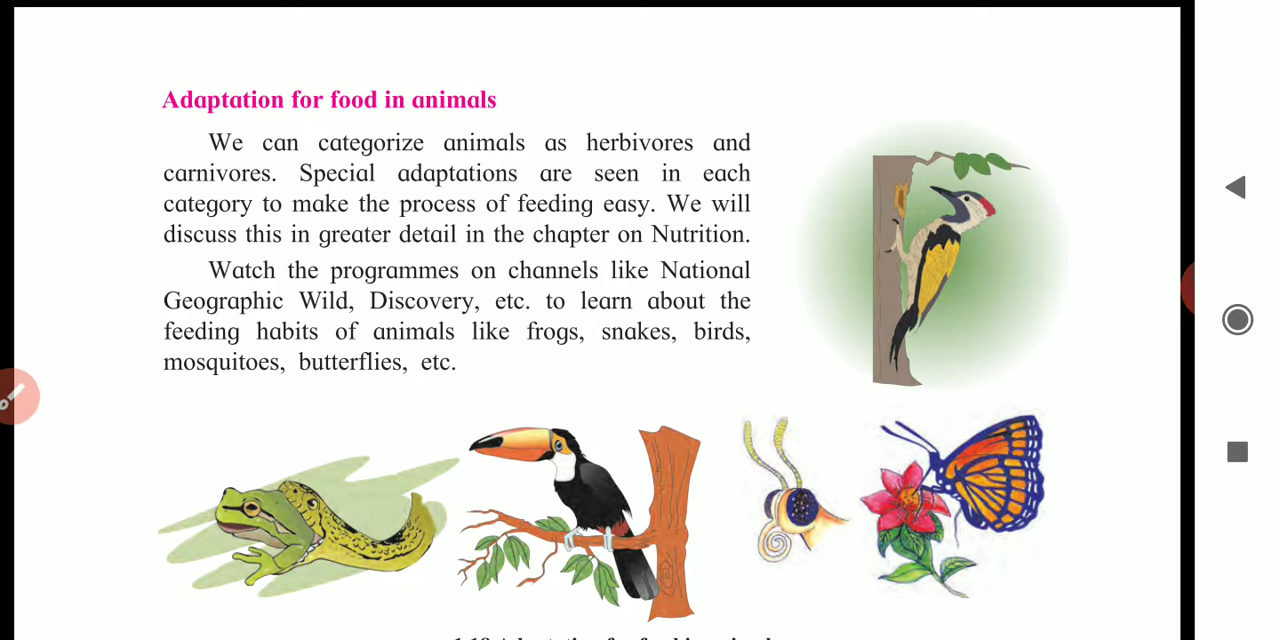 Adaptation for food in animals
We can categorize animals as herbivores and
carnivores. Special adaptations are seen in each
category to make the process of feeding easy. We will
discuss this in greater detail in the chapter on Nutrition.
Watch the programmes on channels like National
Geographic Wild, Discovery, etc. to learn about the
feeding habits of animals like frogs, snakes, birds,
mosquitoes, butterflies, etc.